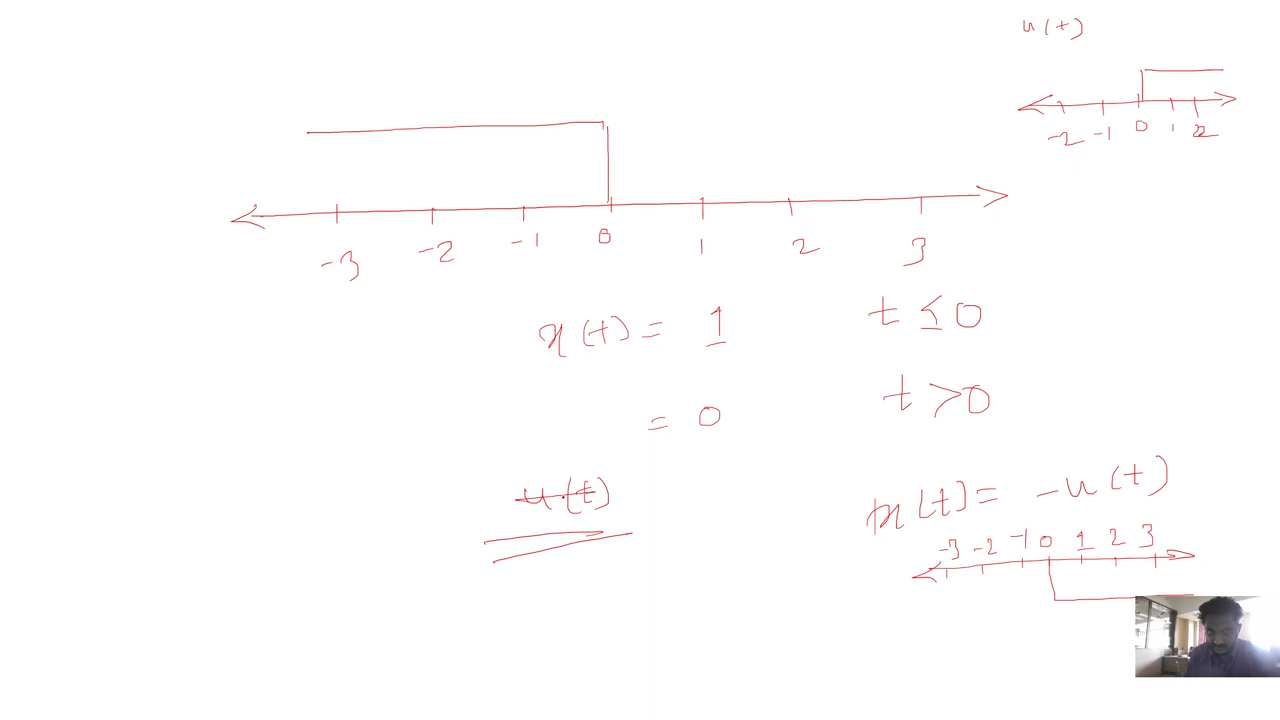 u(t)
-2 -1 0 1 2
-3 -2 -1 0 1 2 3
x(t) = 1 t ≤ 0
= 0 t > 0
u(t)
x(t) = -u(t)
-3 -2 -1 0 1 2 3